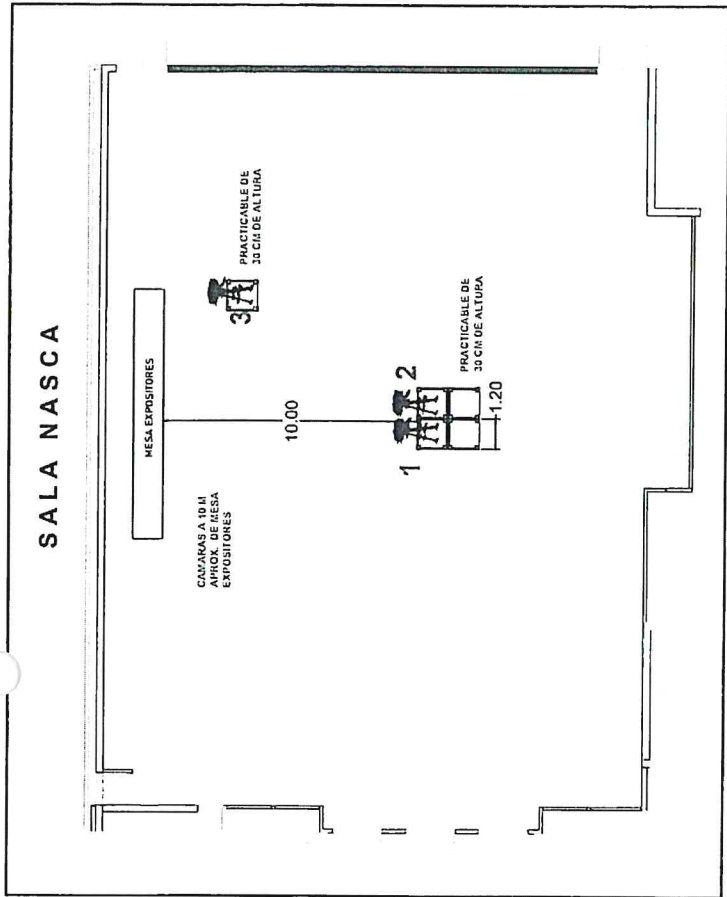 SALA NASCA
MESA EXPOSITORES
CAMARAS A 10 M
APROX. DE MESA
EXPOSITORES
10.00
3
PRACTICABLE DE
30 CM DE ALTURA
1
2
PRACTICABLE DE
30 CM DE ALTURA
1.20